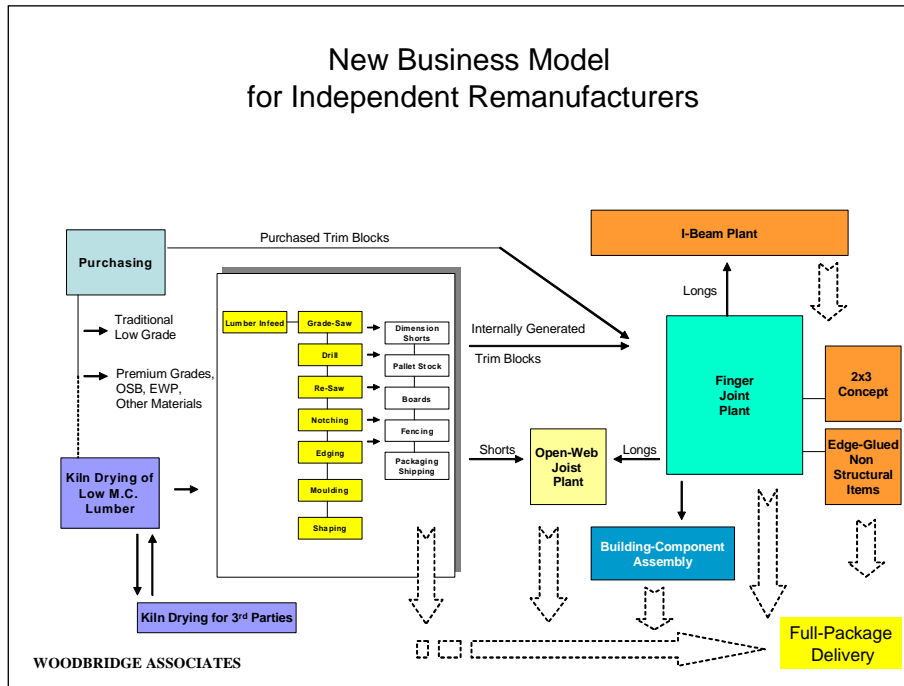 New Business Model
for Independent Remanufacturers
Purchased Trim Blocks
I-Beam Plant
Purchasing
Longs
Traditional
Low Grade
Premium Grades,
OSB, EWP,
Other Materials
Lumber Infeed
Grade-Saw
Drill
Re-Saw
Notching
Edging
Moulding
Shaping
Dimension
Shorts
Pallet Stock
Boards
Fencing
Packaging
Shipping
Internally Generated
Trim Blocks
Finger
Joint
Plant
2x3
Concept
Edge-Glued
Non
Structural
Items
Shorts
Open-Web
Joist
Plant
Longs
Kiln Drying of
Low M.C.
Lumber
Building-Component
Assembly
Kiln Drying for 3rd Parties
Full-Package
Delivery
WOODBRIDGE ASSOCIATES